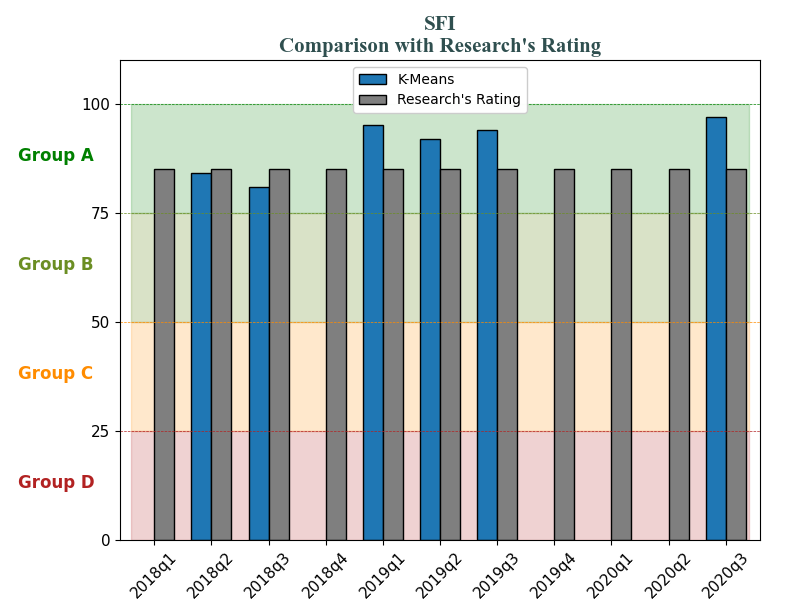 SFI
Comparison with Research's Rating
K-Means
Research's Rating
100
Group A
75
Group B
50
Group C
25
Group D
0
2018q1
2018q2
2018q3
2018q4
2019q1
2019q2
2019q3
2019q4
2020q1
2020q2
2020q3